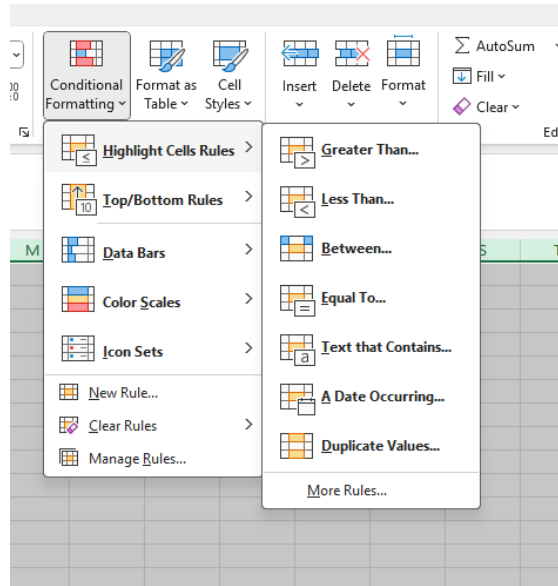 Conditional Formatting
Format as Table
Cell Styles
Insert
Delete
Format
AutoSum
Fill
Clear
Ed
Highlight Cells Rules
Top/Bottom Rules
Data Bars
Color Scales
Icon Sets
New Rule...
Clear Rules
Manage Rules...
Greater Than...
Less Than...
Between...
Equal To...
Text that Contains...
A Date Occurring...
Duplicate Values...
More Rules...
M
S
T